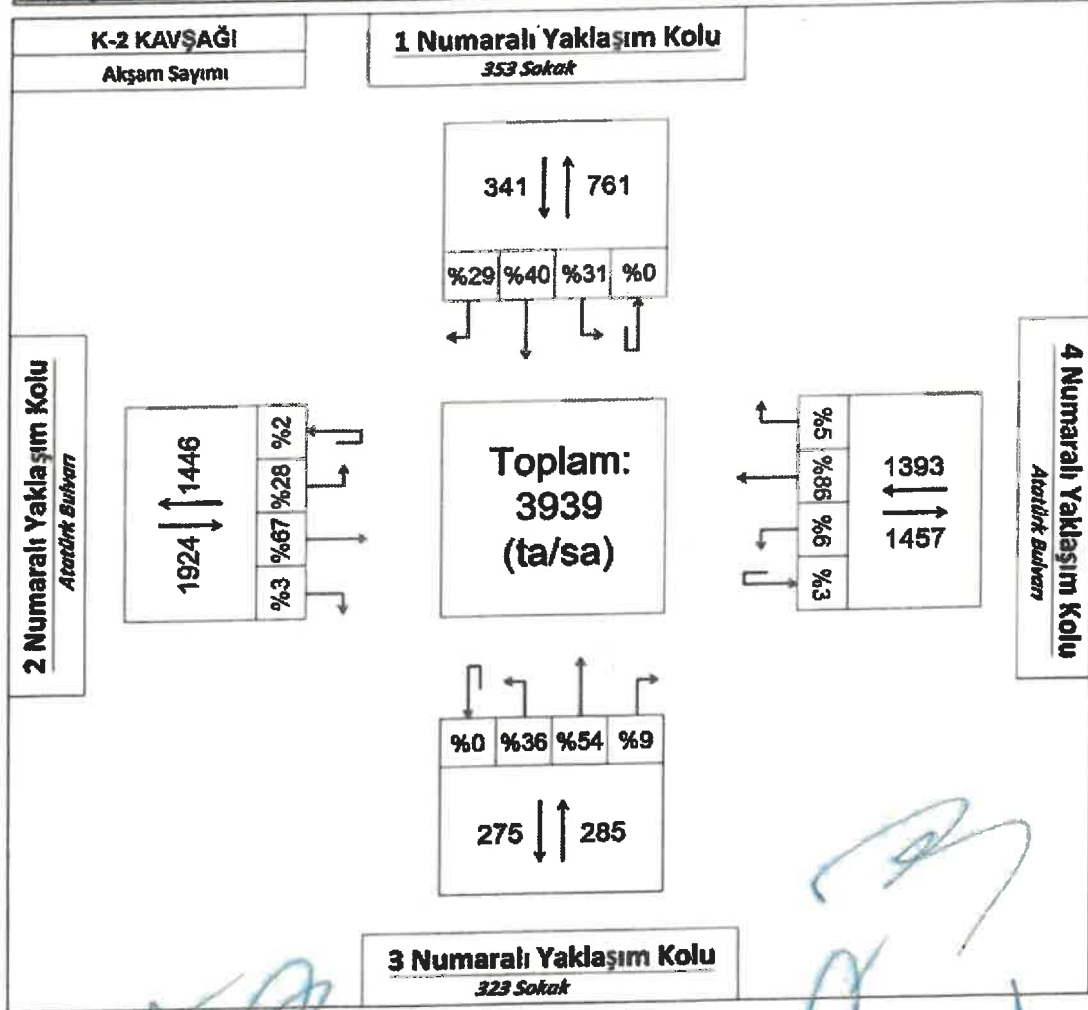 K-2 KAVŞAĞI
Akşam Sayımı
1 Numaralı Yaklaşım Kolu
353 Sokak
341 761
%29 %40 %31 %0
2 Numaralı Yaklaşım Kolu
Atatürk Bulvarı
1446
1924
%2
%28
%67
%3
Toplam:
3939
(ta/sa)
%5
%86
%6
%3
1393
1457
4 Numaralı Yaklaşım Kolu
Atatürk Bulvarı
%0 %36 %54 %9
275 285
3 Numaralı Yaklaşım Kolu
323 Sokak